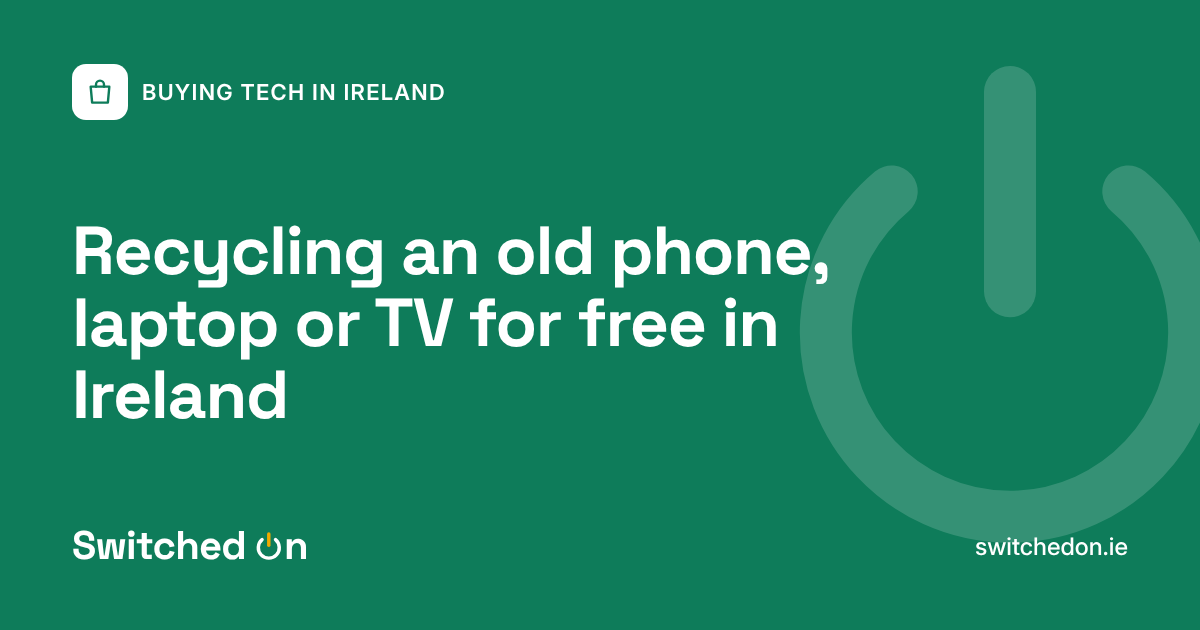 BUYING TECH IN IRELAND
Recycling an old phone,
laptop or TV for free in
Ireland
Switched On
switchedon.ie